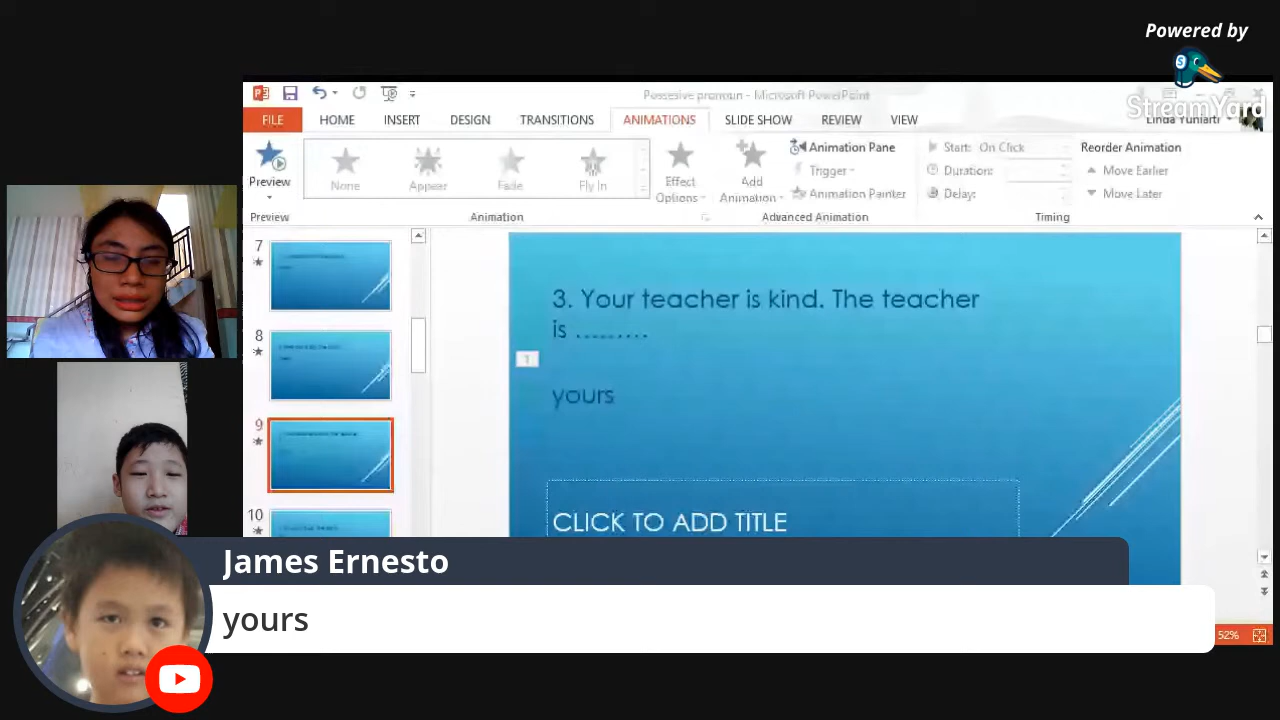 Powered by
StreamYard
Possesive pronoun - Microsoft PowerPoint
Linda Yuniarti
FILE HOME INSERT DESIGN TRANSITIONS ANIMATIONS SLIDE SHOW REVIEW VIEW
Preview
None Appear Fade Fly In
Effect Options
Add Animation
Animation Pane
Trigger
Animation Painter
Start: On Click
Duration:
Delay:
Reorder Animation
Move Earlier
Move Later
Preview Animation Advanced Animation Timing
7
8
9
10
3. Your teacher is kind. The teacher
is .........
1
yours
CLICK TO ADD TITLE
James Ernesto
yours
52%